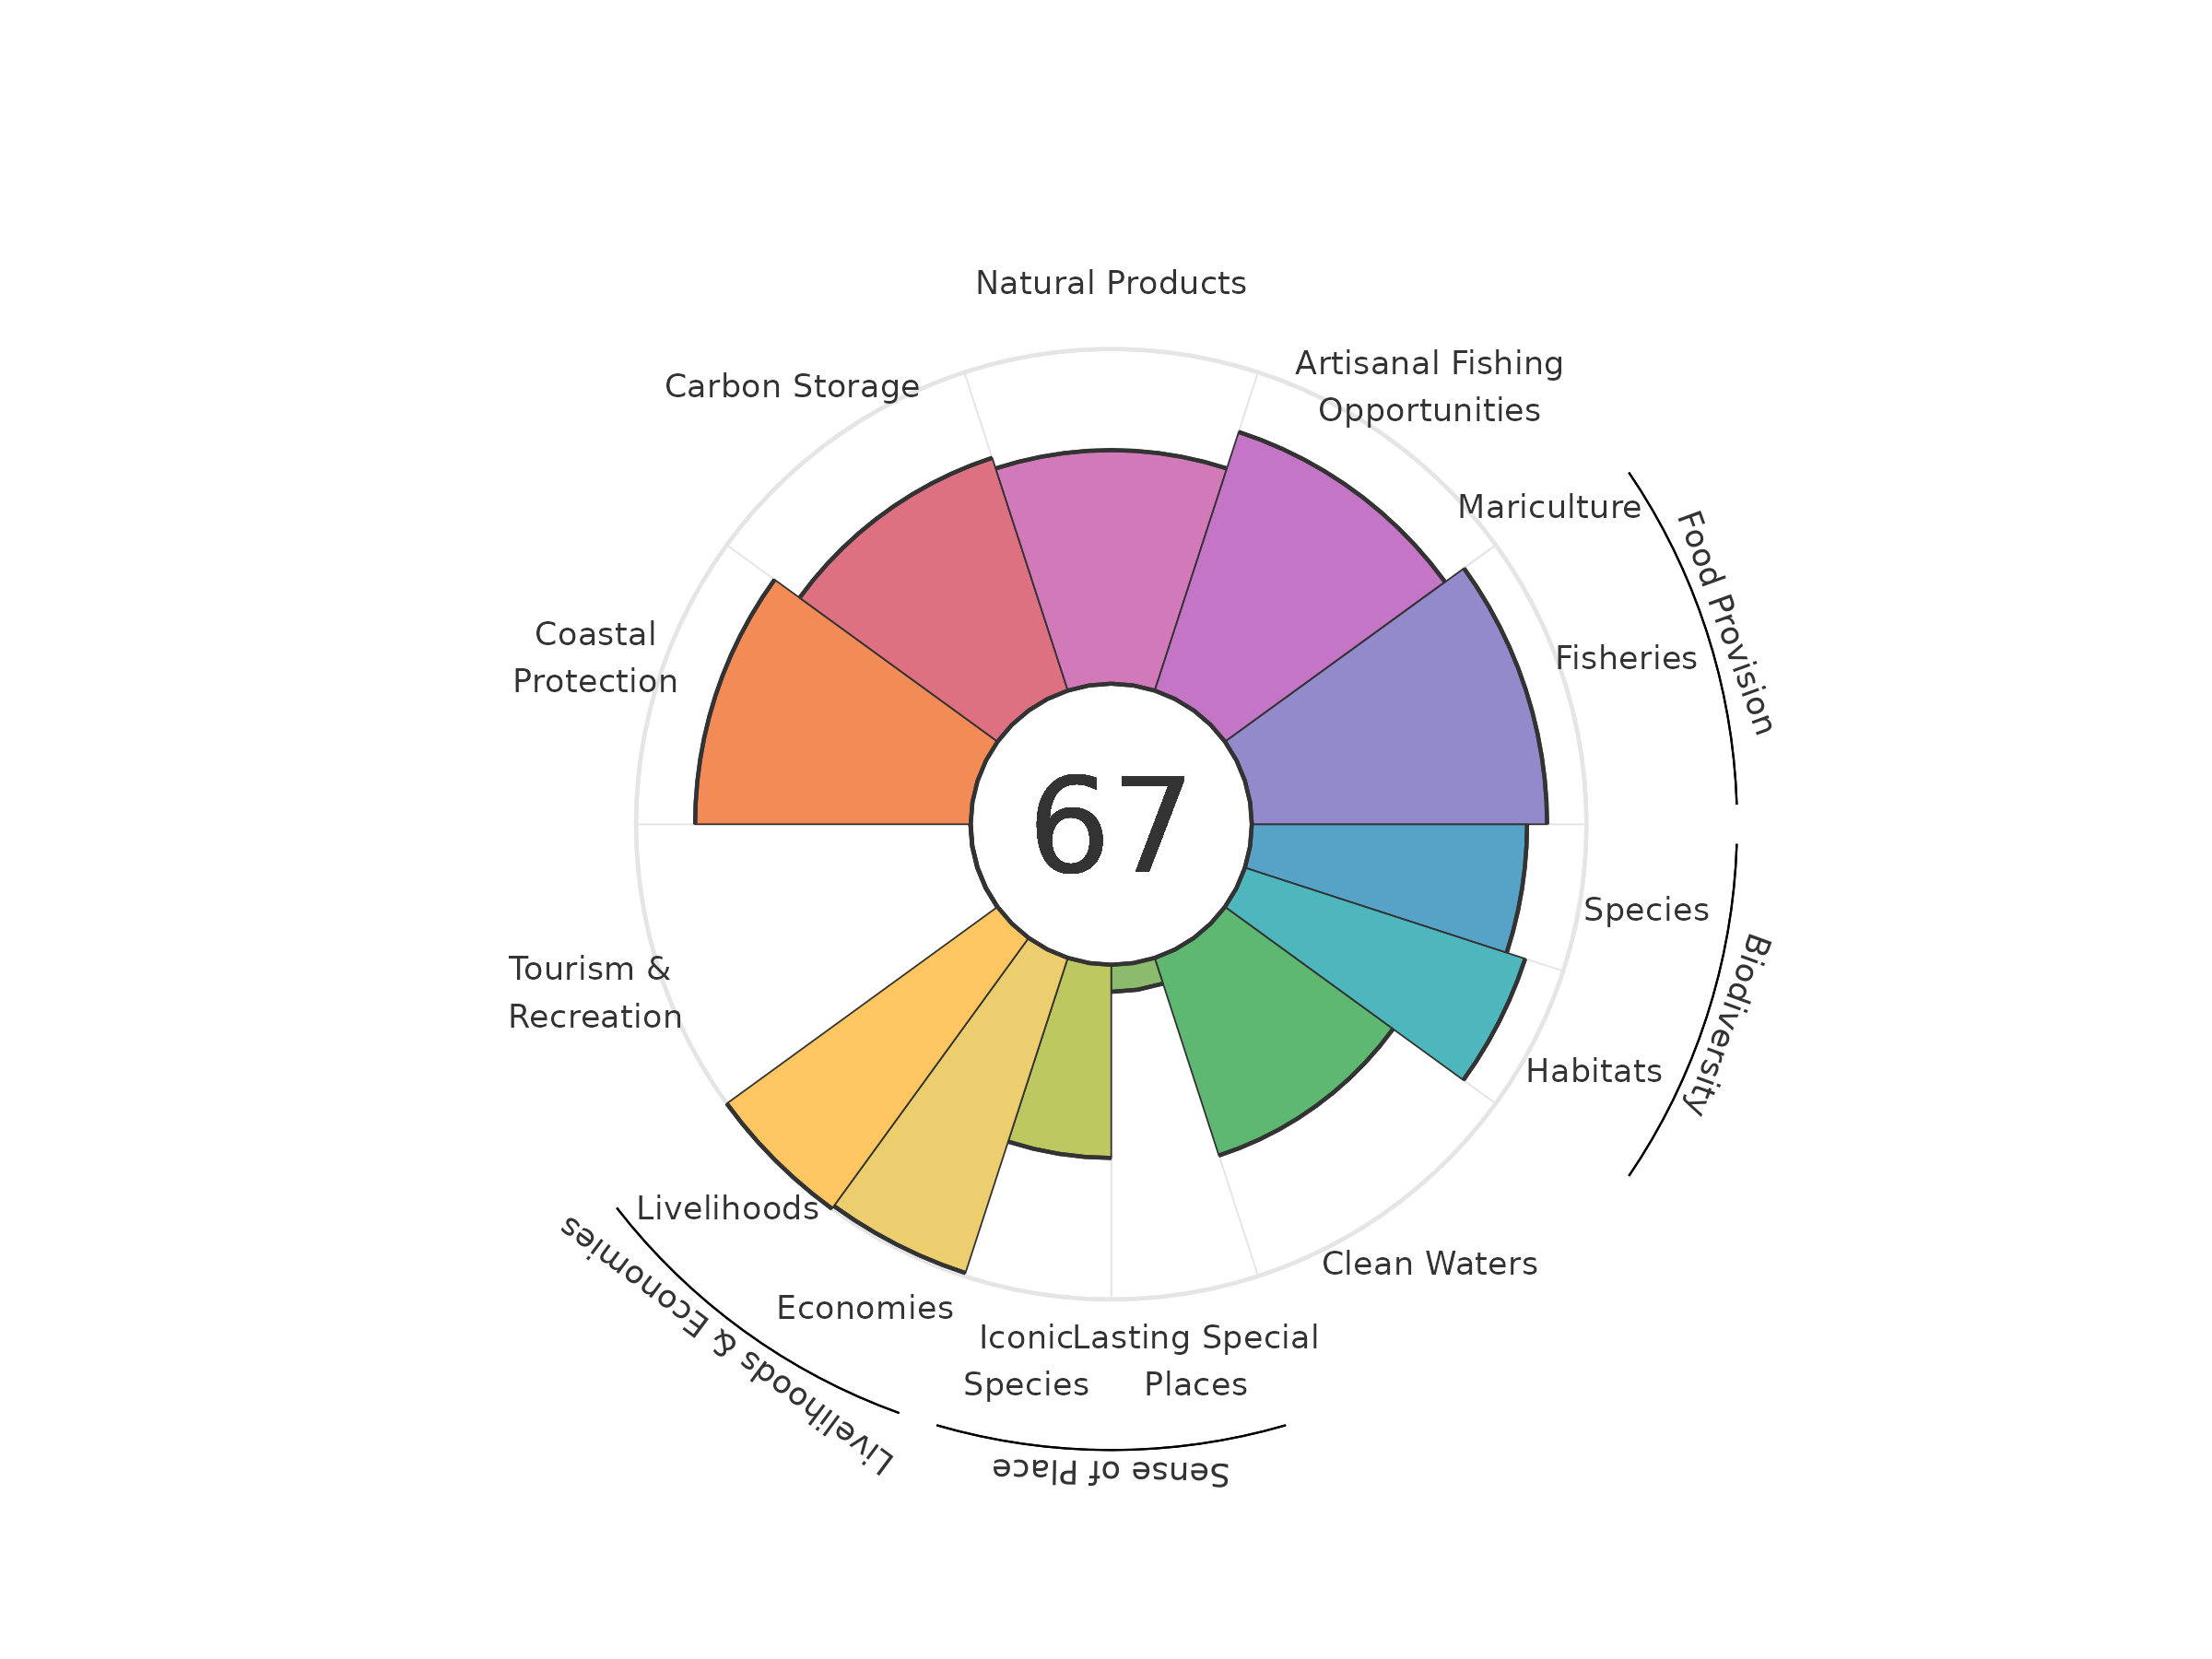 Natural Products
Artisanal Fishing
Opportunities
Carbon Storage
Mariculture
Food Provision
Coastal
Protection
Fisheries
67
Species
Biodiversity
Tourism &
Recreation
Habitats
Livelihoods
Clean Waters
Economies
Livelihoods & Economies
Iconic
Species
Lasting Special
Places
Sense of Place